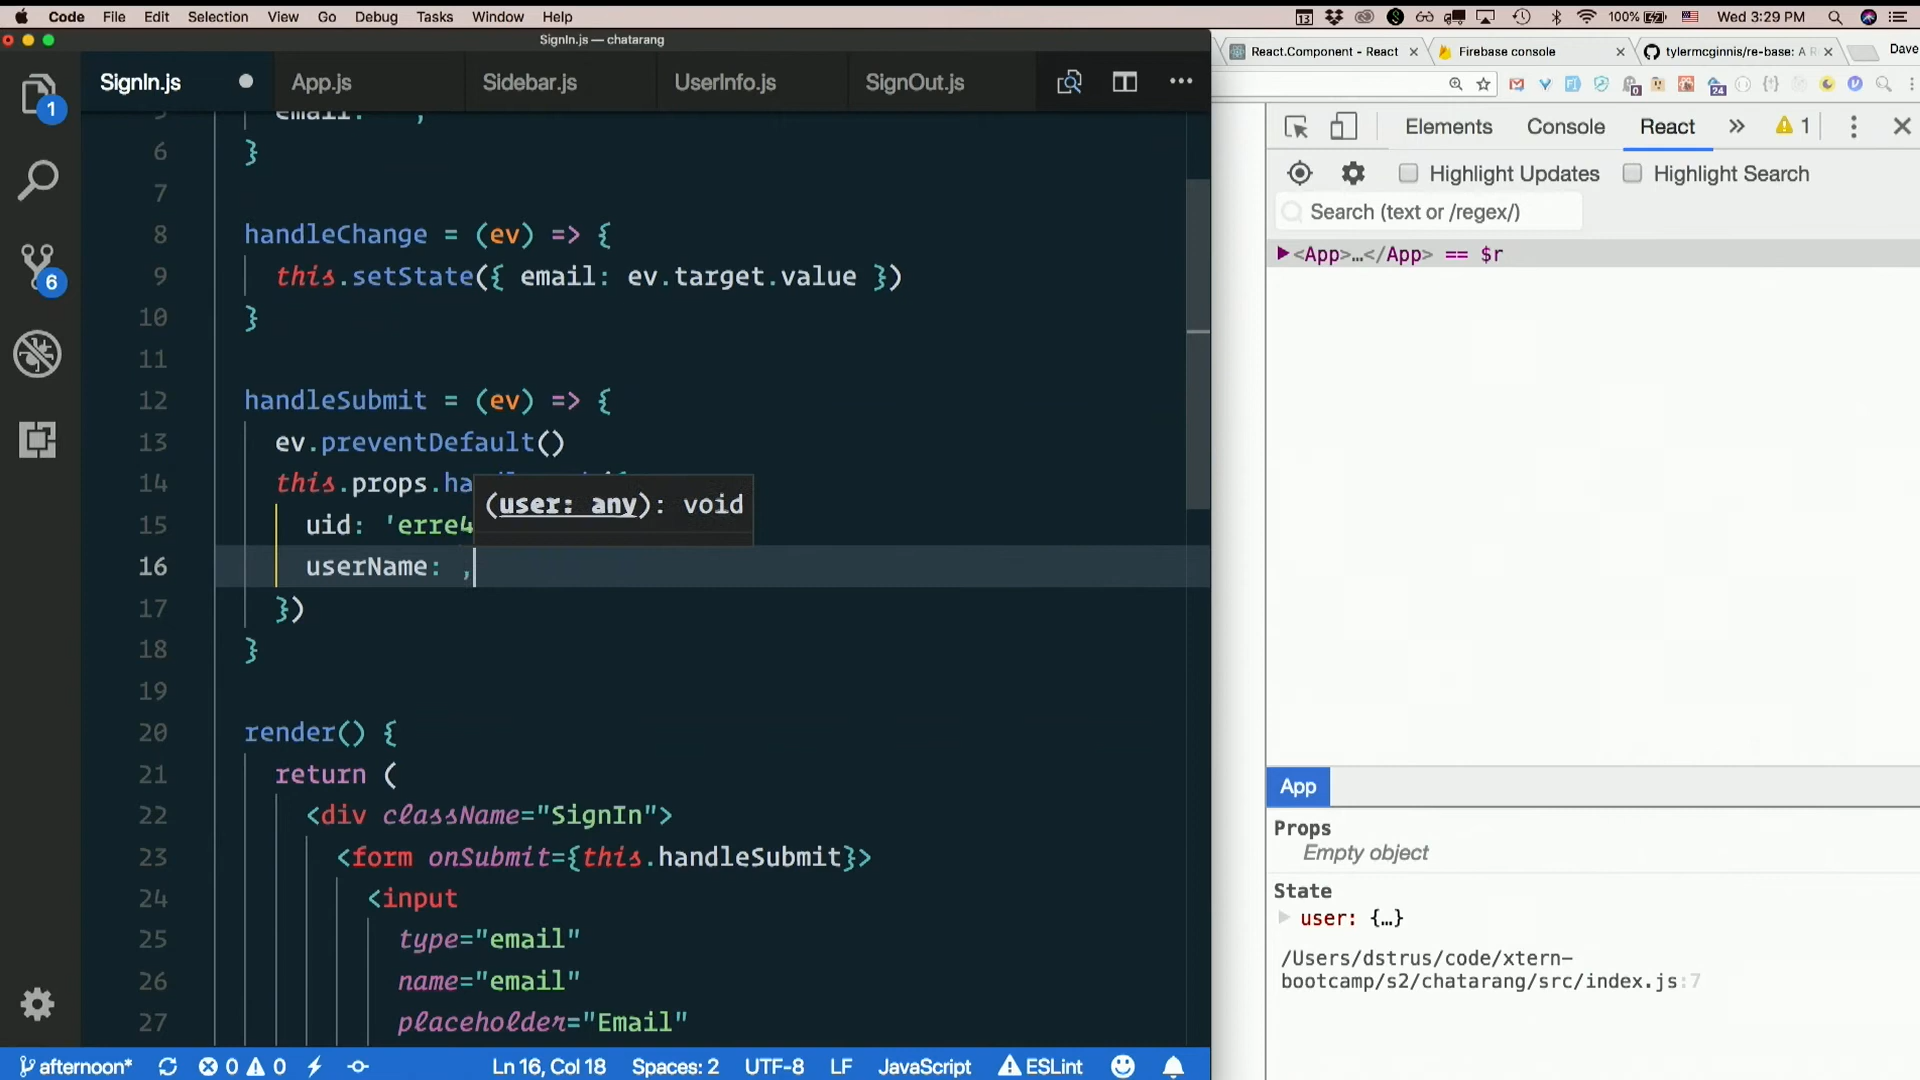 Code File Edit Selection View Go Debug Tasks Window Help
13 100% Wed 3:29 PM
SignIn.js — chatarang
React.Component - React
Firebase console
tylermcginnis/re-base: A R
Dave
1
SignIn.js
App.js
Sidebar.js
UserInfo.js
SignOut.js
0
24
Elements
Console
React
1
Highlight Updates
Highlight Search
Search (text or /regex/)
▶<App>…</App> == $r
6
5 email: '',
6 }
7
8 handleChange = (ev) => {
9 this.setState({ email: ev.target.value })
10 }
11
12 handleSubmit = (ev) => {
13 ev.preventDefault()
14 this.props.ha
(user: any): void
15 uid: 'erre4
16 userName: ,
17 })
18 }
19
20 render() {
21 return (
22 <div className="SignIn">
23 <form onSubmit={this.handleSubmit}>
24 <input
25 type="email"
26 name="email"
27 placeholder="Email"
App
Props
Empty object
State
user: {…}
/Users/dstrus/code/xtern-
bootcamp/s2/chatarang/src/index.js:7
afternoon* 0 0 Ln 16, Col 18 Spaces: 2 UTF-8 LF JavaScript ESLint